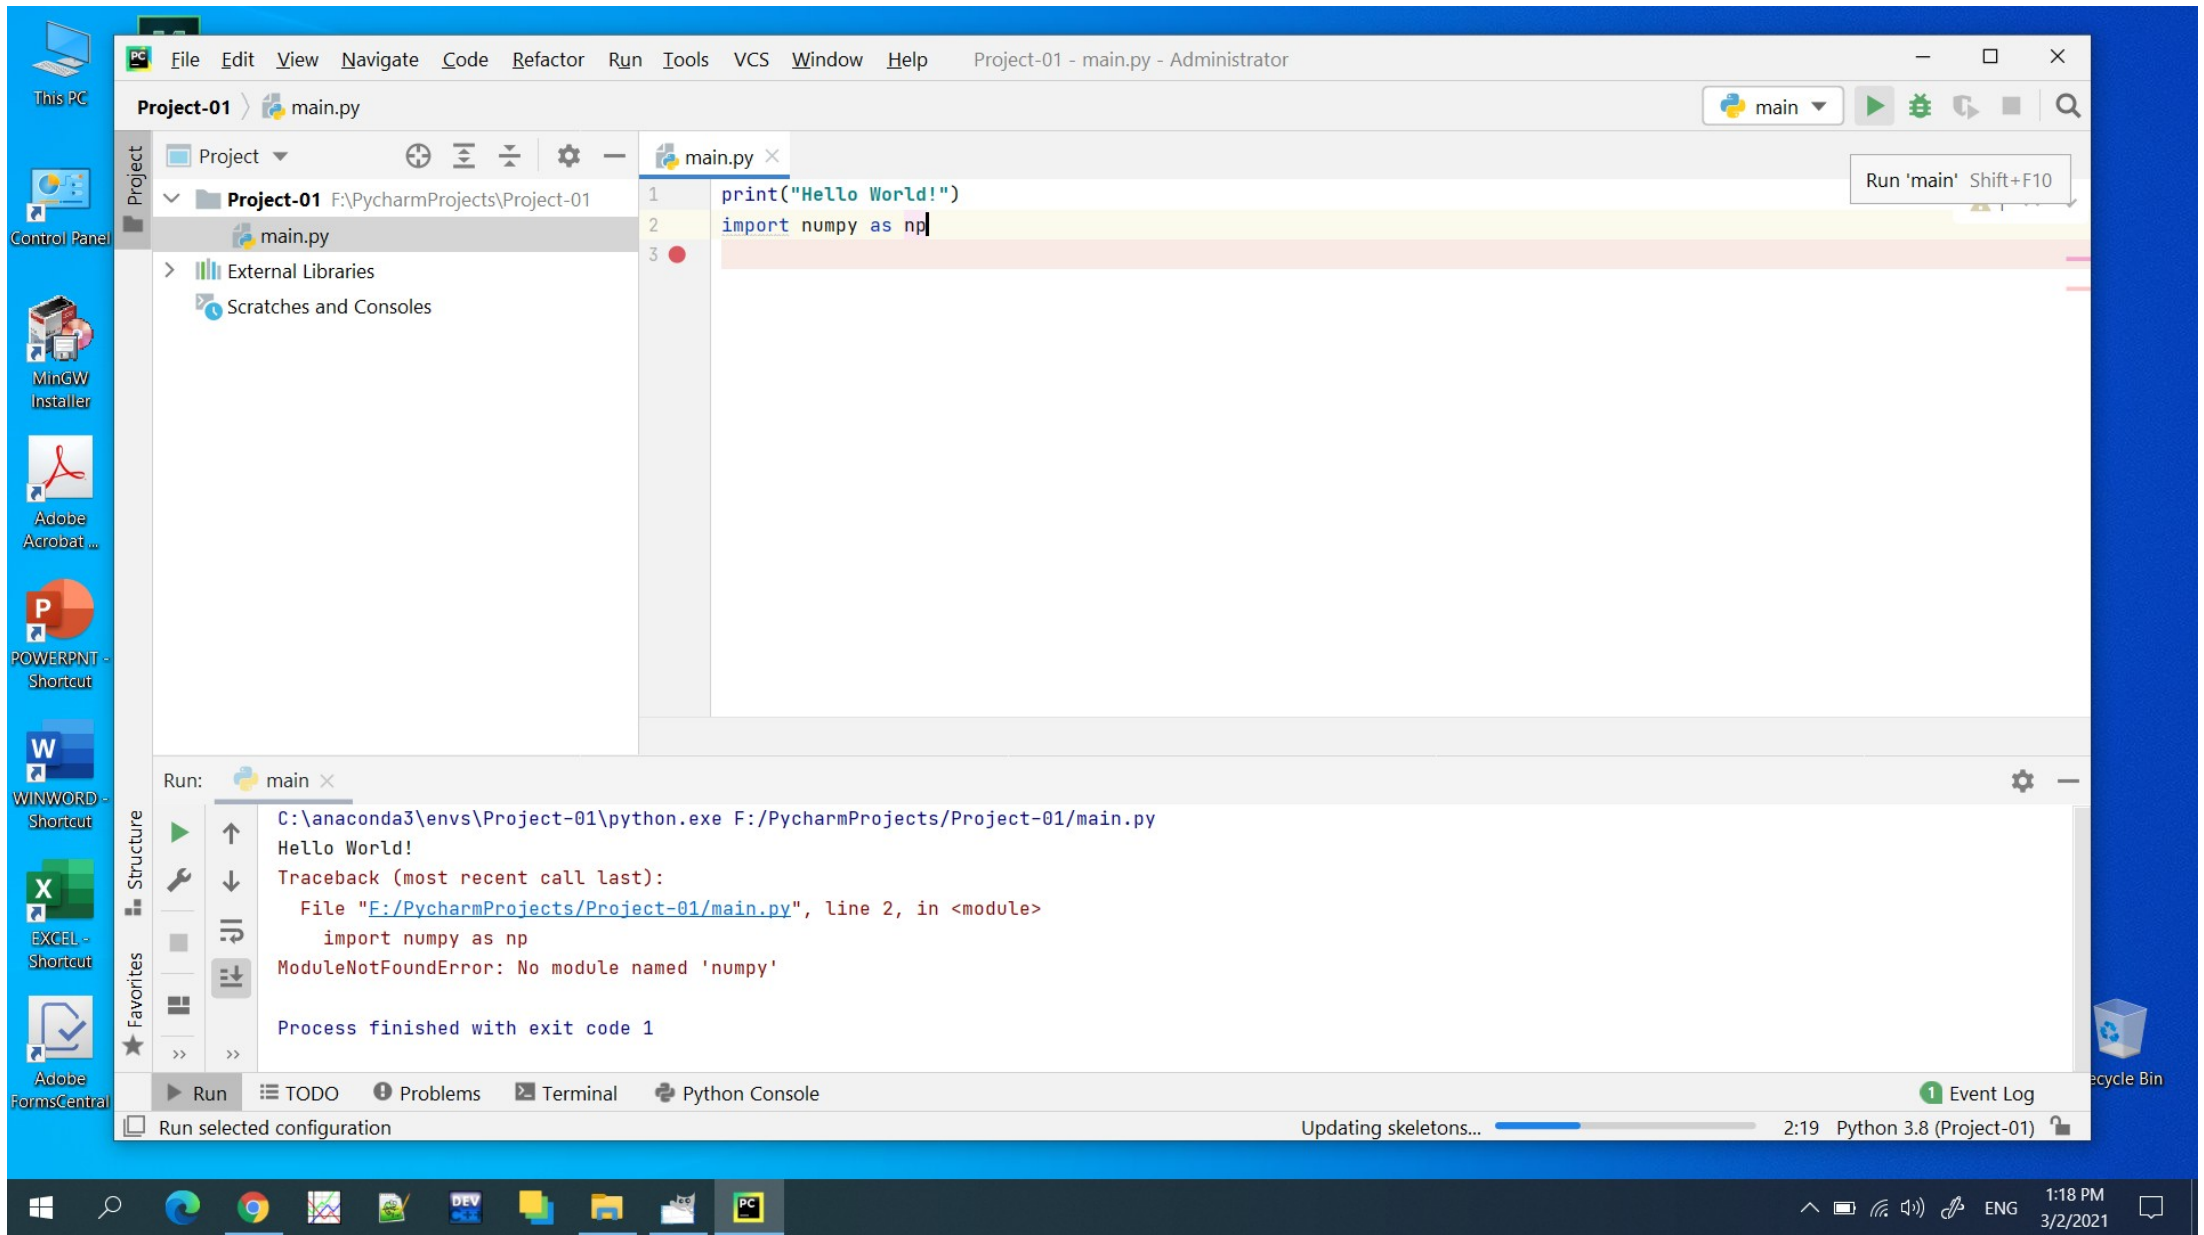 This PC
Control Panel
MinGW
Installer
Adobe
Acrobat ...
POWERPNT -
Shortcut
WINWORD -
Shortcut
EXCEL -
Shortcut
Adobe
FormsCentral
File Edit View Navigate Code Refactor Run Tools VCS Window Help Project-01 - main.py - Administrator
Project-01 main.py
main
Project
Project
main.py
Run 'main' Shift+F10
Project-01 F:\PycharmProjects\Project-01
main.py
External Libraries
Scratches and Consoles
1 print("Hello World!")
2 import numpy as np
3
Run: main
Structure
Favorites
C:\anaconda3\envs\Project-01\python.exe F:/PycharmProjects/Project-01/main.py
Hello World!
Traceback (most recent call last):
File "F:/PycharmProjects/Project-01/main.py", line 2, in <module>
import numpy as np
ModuleNotFoundError: No module named 'numpy'
Process finished with exit code 1
Run TODO Problems Terminal Python Console 1 Event Log
Run selected configuration Updating skeletons... 2:19 Python 3.8 (Project-01)
ecycle Bin
DEV
C++
PC
ENG
1:18 PM
3/2/2021